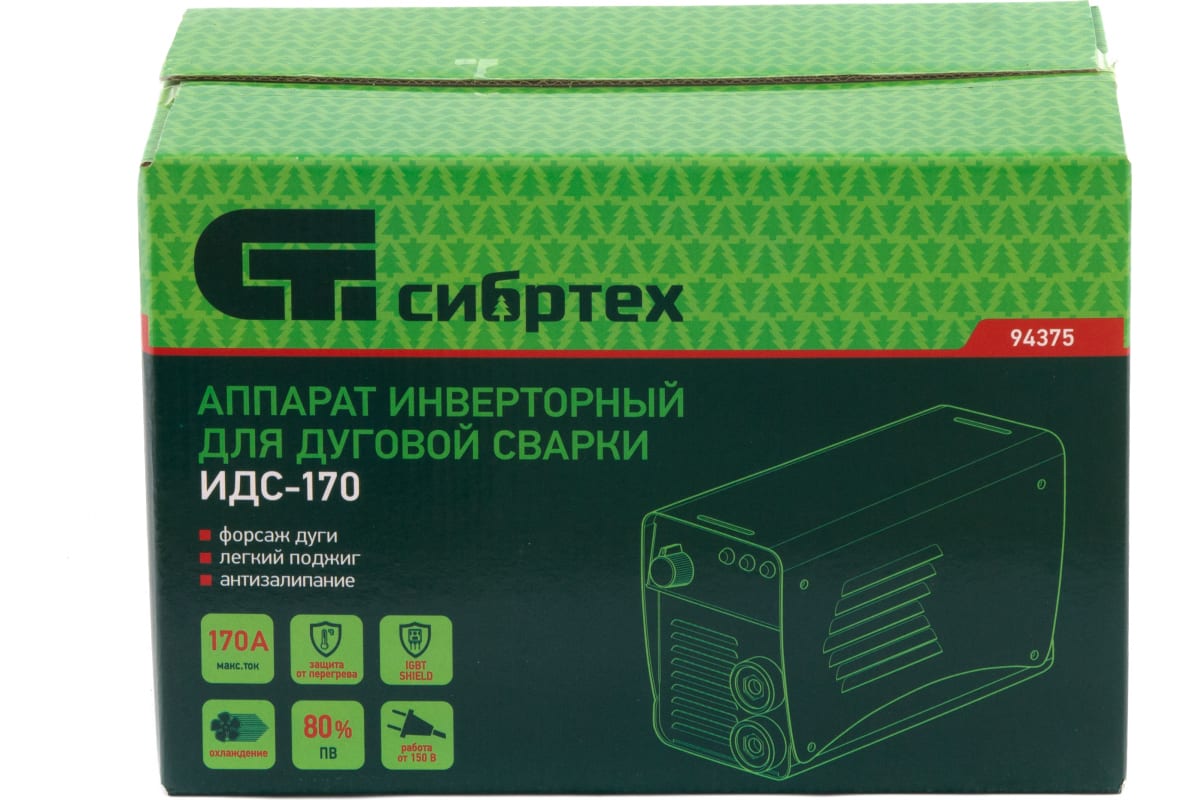 СТ сибртех
94375
АППАРАТ ИНВЕРТОРНЫЙ
ДЛЯ ДУГОВОЙ СВАРКИ
ИДС-170
форсаж дуги
легкий поджиг
антизалипание
170А
макс.ток
защита
от перегрева
IGBT
SHIELD
охлаждение
80%
ПВ
работа
от 150 В